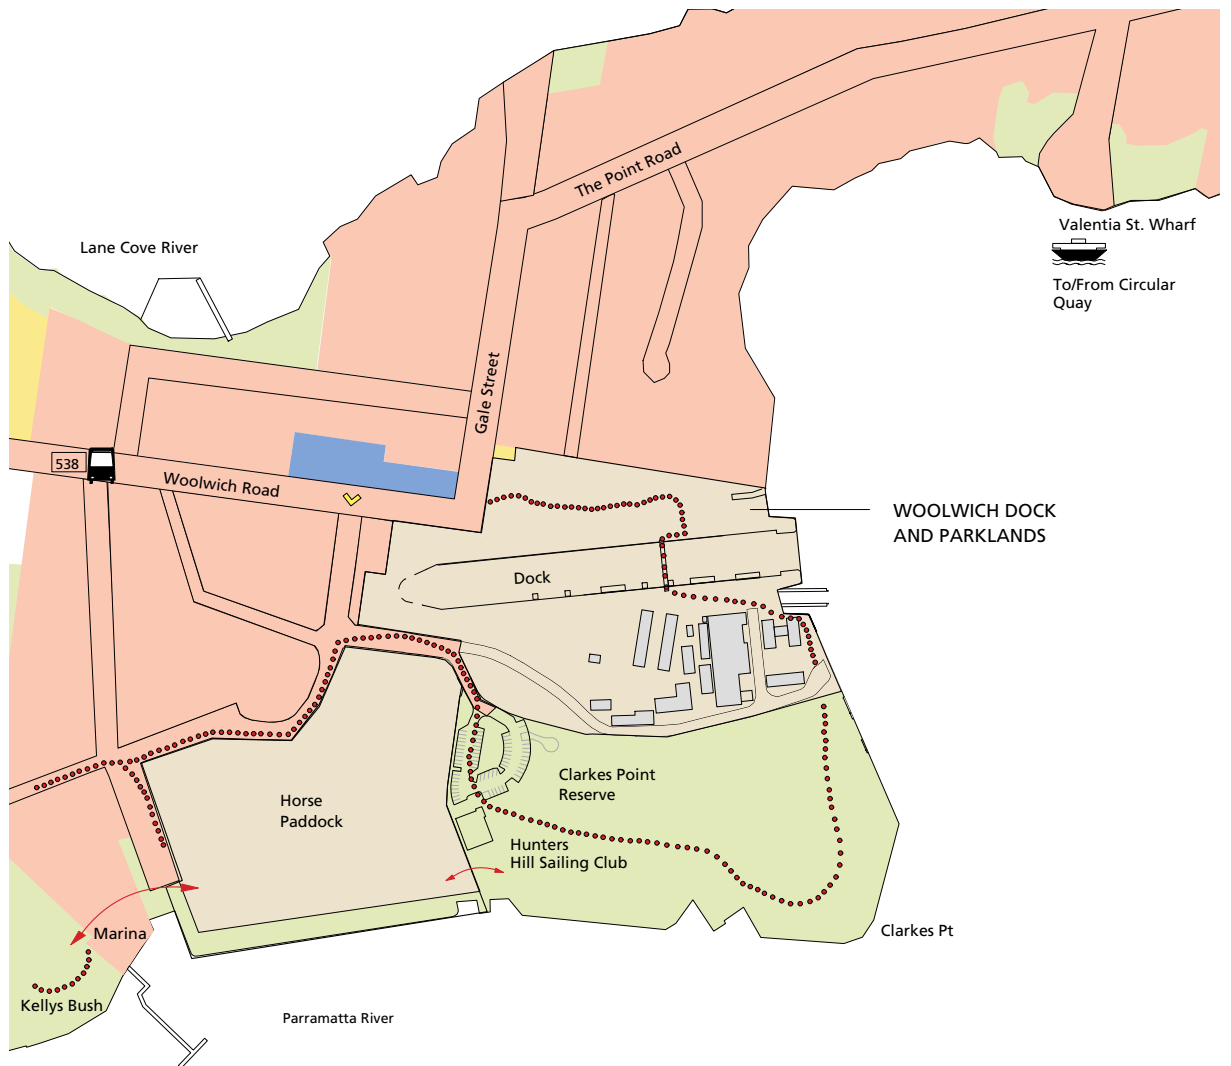 The Point Road
Lane Cove River
Valentia St. Wharf
To/From Circular
Quay
Gale Street
538
Woolwich Road
WOOLWICH DOCK
AND PARKLANDS
Dock
Clarkes Point
Reserve
Horse
Paddock
Hunters
Hill Sailing Club
Clarkes Pt
Marina
Kellys Bush
Parramatta River